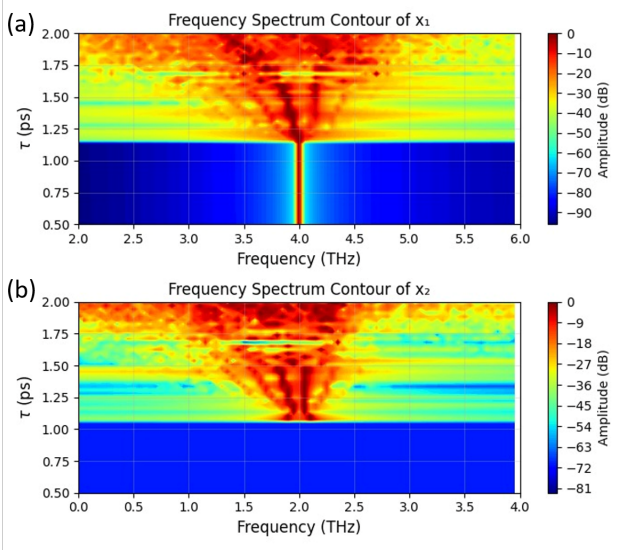 (a)
Frequency Spectrum Contour of x₁
2.00
1.75
1.50
1.25
1.00
0.75
0.50
τ (ps)
2.0 2.5 3.0 3.5 4.0 4.5 5.0 5.5 6.0
Frequency (THz)
0
−10
−20
−30
−40
−50
−60
−70
−80
−90
Amplitude (dB)
(b)
Frequency Spectrum Contour of x₂
2.00
1.75
1.50
1.25
1.00
0.75
0.50
τ (ps)
0.0 0.5 1.0 1.5 2.0 2.5 3.0 3.5 4.0
Frequency (THz)
0
−9
−18
−27
−36
−45
−54
−63
−72
−81
Amplitude (dB)